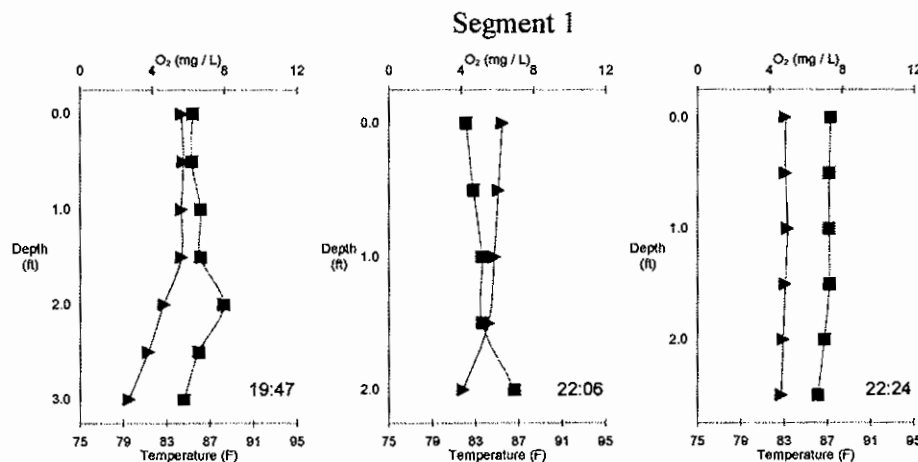 Segment 1
O₂ (mg / L) O₂ (mg / L) O₂ (mg / L)
0 4 8 12 0 4 8 12 0 4 8 12
0.0 0.0 0.0
1.0 1.0 1.0
Depth (ft) Depth (ft) Depth (ft)
2.0 2.0 2.0
3.0
19:47 22:06 22:24
75 79 83 87 91 95 75 79 83 87 91 95 75 79 83 87 91 95
Temperature (F) Temperature (F) Temperature (F)